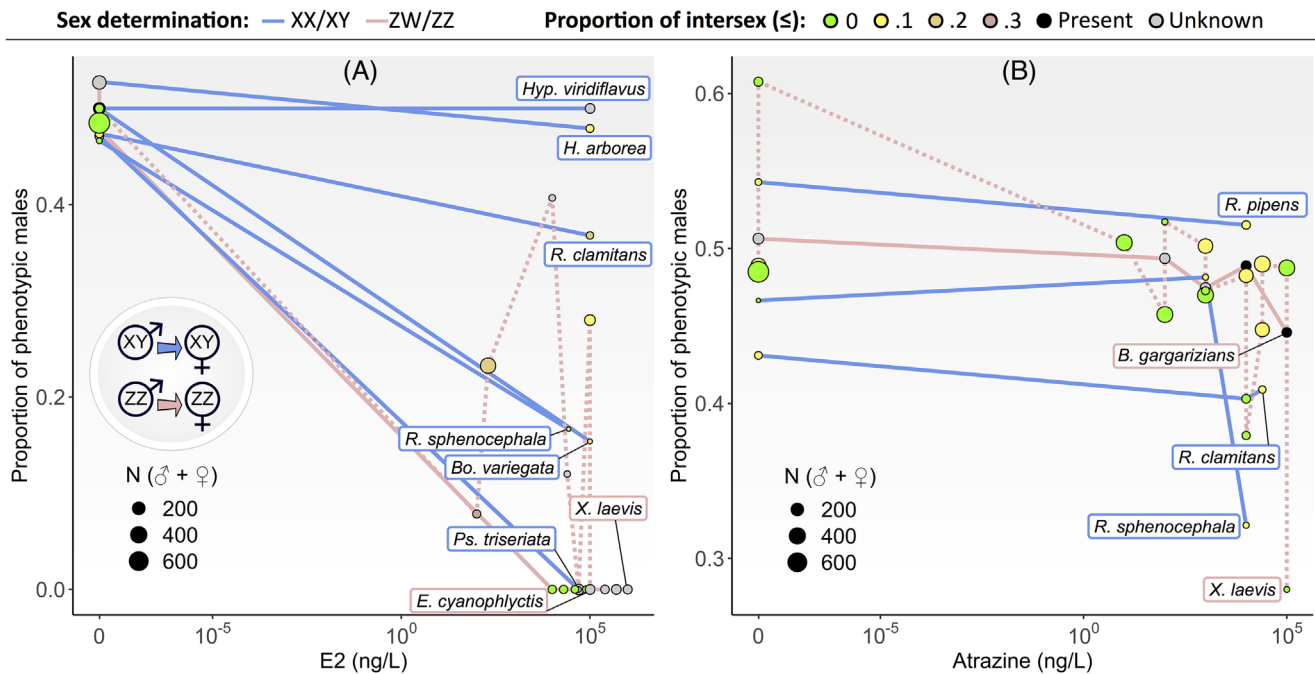 Sex determination: XX/XY ZW/ZZ Proportion of intersex (≤): 0 .1 .2 .3 Present Unknown
(A)
Proportion of phenotypic males
0.4
0.2
0.0
Hyp. viridiflavus
H. arborea
R. clamitans
XY ♂ XY ♀
ZZ ♂ ZZ ♀
R. sphenocephala
Bo. variegata
X. laevis
Ps. triseriata
E. cyanophlyctis
N (♂ + ♀)
200
400
600
0 10⁻⁵ 10⁰ 10⁵
E2 (ng/L)
(B)
Proportion of phenotypic males
0.6
0.5
0.4
0.3
R. pipens
B. gargarizians
R. clamitans
R. sphenocephala
X. laevis
N (♂ + ♀)
200
400
600
0 10⁻⁵ 10⁰ 10⁵
Atrazine (ng/L)